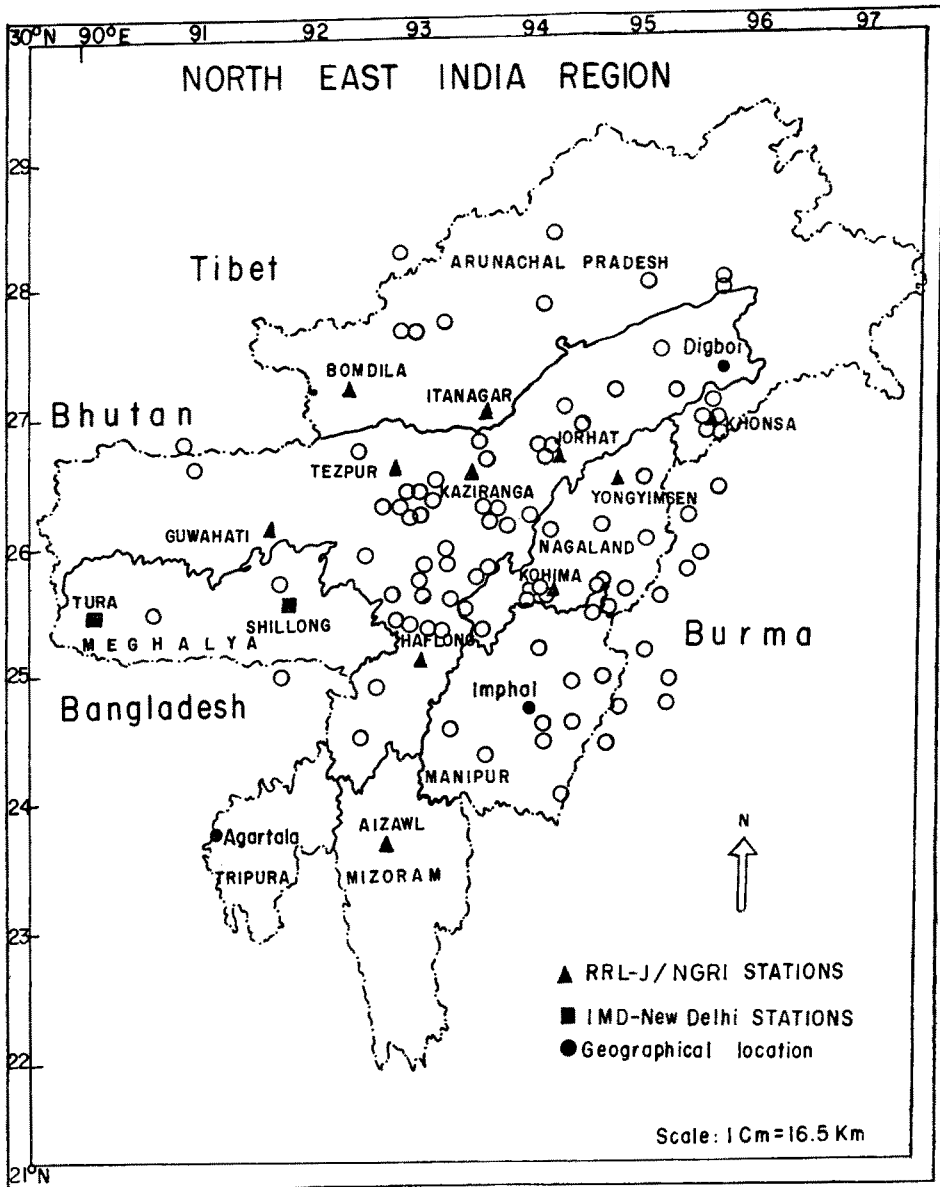 30°N 90°E 91 92 93 94 95 96 97
NORTH EAST INDIA REGION
29
Tibet
ARUNACHAL PRADESH
28
Digboi
BOMDILA
ITANAGAR
27
Bhutan
KHONSA
JORHAT
TEZPUR
KAZIRANGA
YONGYIMSEN
GUWAHATI
NAGALAND
26
KOHIMA
TURA
SHILLONG
MEGHALYA
HAFLONG
Burma
25
Bangladesh
Imphal
MANIPUR
24
AIZAWL
Agartala
N
TRIPURA
MIZORAM
23
RRL-J/NGRI STATIONS
IMD-New Delhi STATIONS
22
Geographical location
Scale: 1 Cm = 16.5 Km
21°N